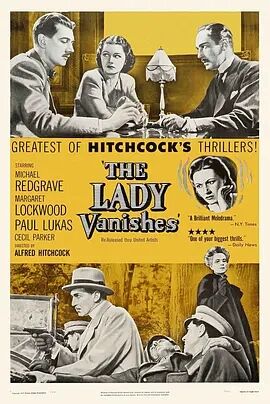 GREATEST OF HITCHCOCK'S THRILLERS!
STARRING
MICHAEL
REDGRAVE
MARGARET
LOCKWOOD
PAUL LUKAS
CECIL PARKER
DIRECTED BY
ALFRED HITCHCOCK
'THE
LADY
Vanishes'
Re-Released thru United Artists
"A Brilliant Melodrama."
—N.Y. Times
★★★★
"One of your biggest thrills."
—Daily News